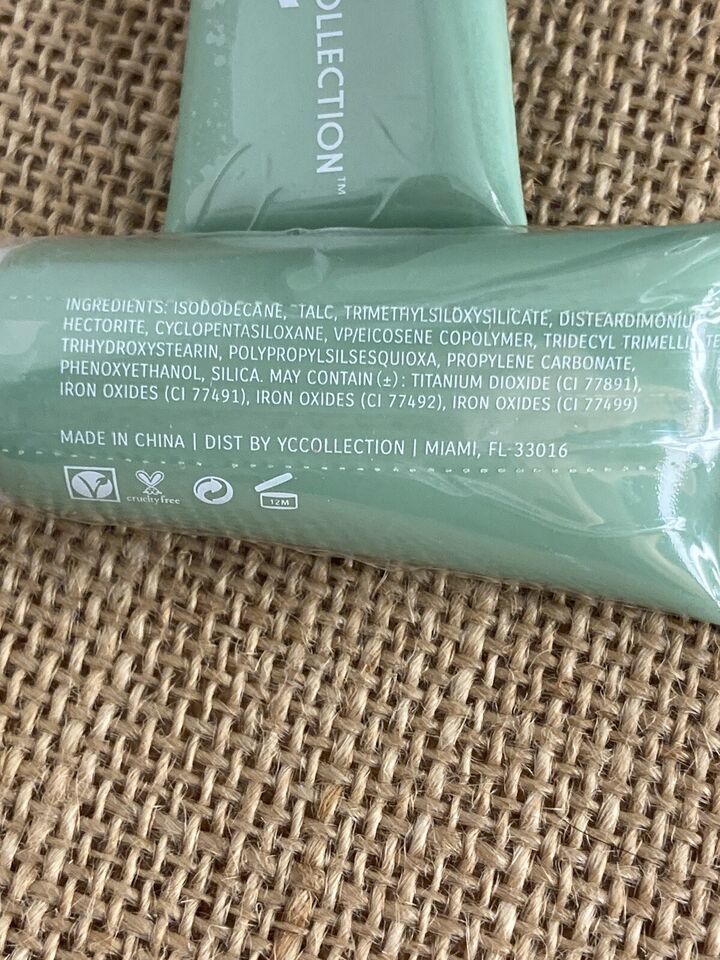 OLLECTION™
INGREDIENTS: ISODODECANE, TALC, TRIMETHYLSILOXYSILICATE, DISTEARDIMONIU
HECTORITE, CYCLOPENTASILOXANE, VP/EICOSENE COPOLYMER, TRIDECYL TRIMELLITATE
TRIHYDROXYSTEARIN, POLYPROPYLSILSESQUIOXA, PROPYLENE CARBONATE,
PHENOXYETHANOL, SILICA. MAY CONTAIN (±): TITANIUM DIOXIDE (CI 77891),
IRON OXIDES (CI 77491), IRON OXIDES (CI 77492), IRON OXIDES (CI 77499)
MADE IN CHINA | DIST BY YCCOLLECTION | MIAMI, FL-33016
V
crueltyfree
12M